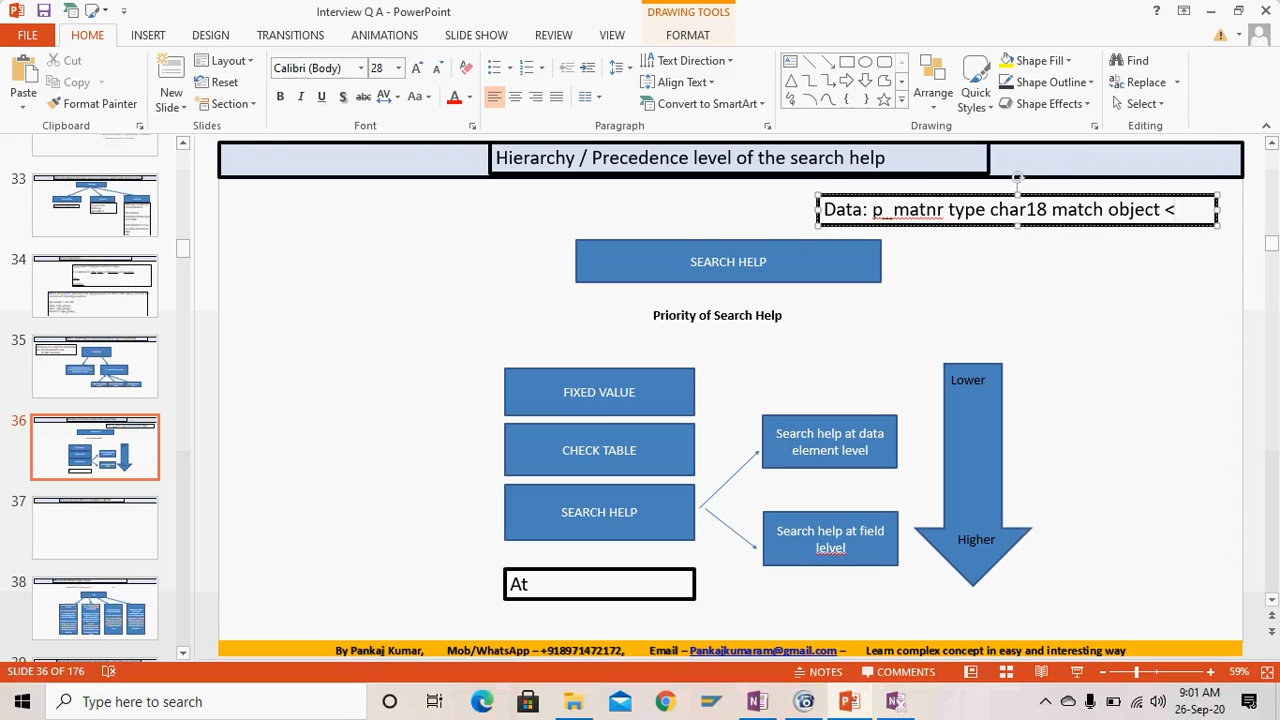 Interview Q A - PowerPoint
DRAWING TOOLS
FILE
HOME
INSERT
DESIGN
TRANSITIONS
ANIMATIONS
SLIDE SHOW
REVIEW
VIEW
FORMAT
Cut
Copy
Format Painter
Paste
Clipboard
New
Slide
Layout
Reset
Section
Slides
Calibri (Body)
28
Font
Text Direction
Align Text
Convert to SmartArt
Paragraph
Arrange
Quick
Styles
Shape Fill
Shape Outline
Shape Effects
Drawing
Find
Replace
Select
Editing
33
34
35
36
37
38
Hierarchy / Precedence level of the search help
Data: p_matnr type char18 match object <
SEARCH HELP
Priority of Search Help
FIXED VALUE
CHECK TABLE
SEARCH HELP
At
Search help at data
element level
Search help at field
lelvel
Lower
Higher
By Pankaj Kumar, Mob/WhatsApp – +918971472172, Email – Pankajkumaram@gmail.com – Learn complex concept in easy and interesting way
SLIDE 36 OF 176
NOTES
COMMENTS
59%
Type here to search
9:01 AM
26-Sep-20